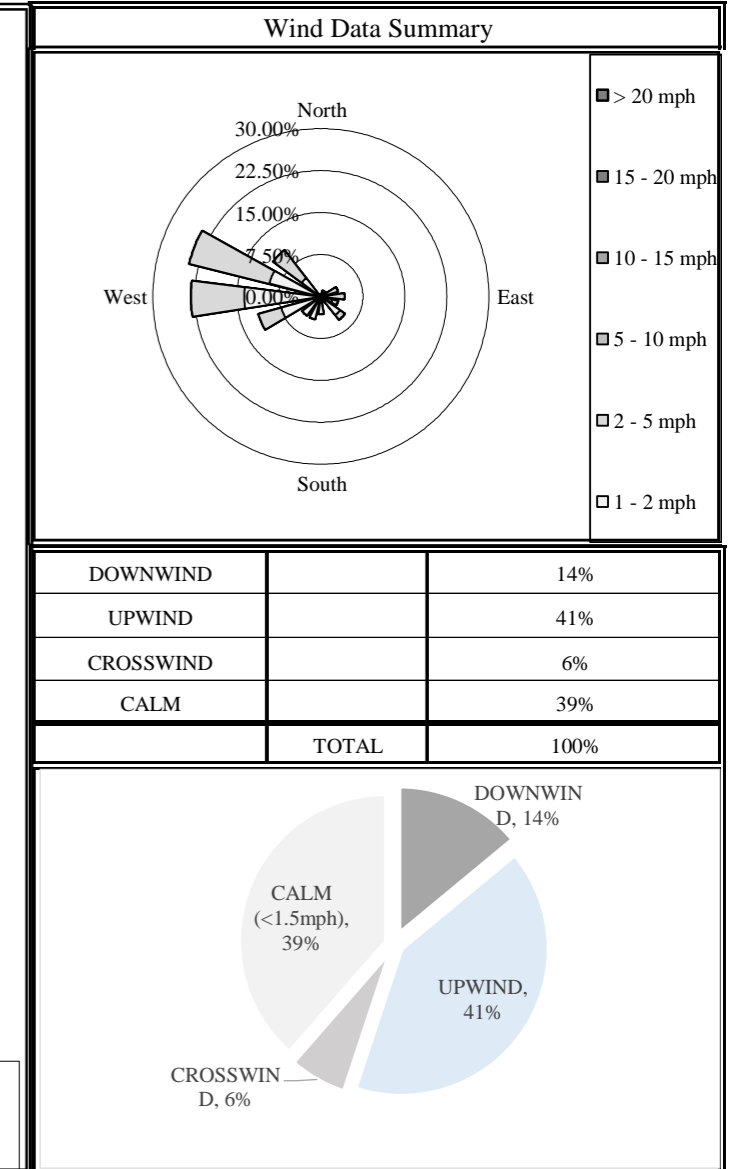 Wind Data Summary
North
30.00%
22.50%
15.00%
7.50%
0.00%
West
East
South
> 20 mph
15 - 20 mph
10 - 15 mph
5 - 10 mph
2 - 5 mph
1 - 2 mph
DOWNWIND 14%
UPWIND 41%
CROSSWIND 6%
CALM 39%
TOTAL 100%
DOWNWIN
D, 14%
CALM
(<1.5mph),
39%
UPWIND,
41%
CROSSWIN
D, 6%